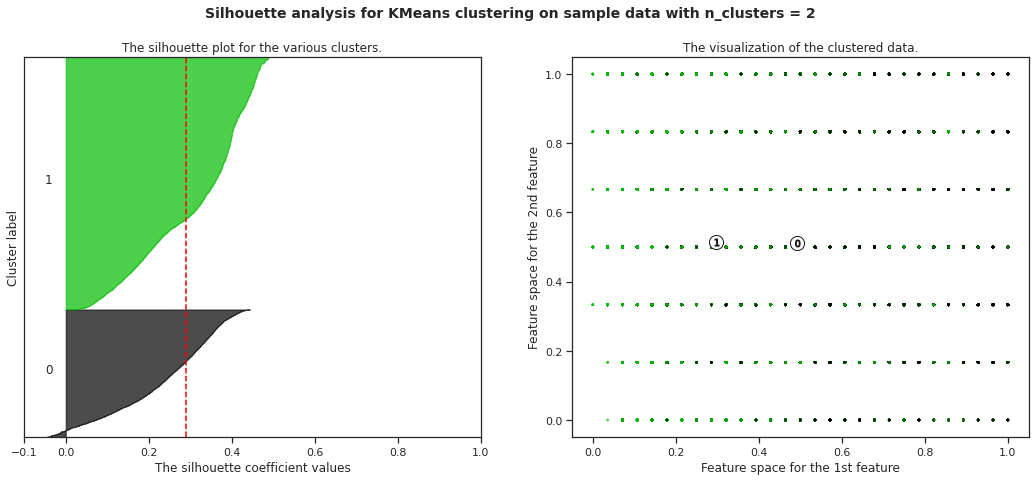 Silhouette analysis for KMeans clustering on sample data with n_clusters = 2
The silhouette plot for the various clusters.
Cluster label
1
0
−0.1 0.0 0.2 0.4 0.6 0.8 1.0
The silhouette coefficient values
The visualization of the clustered data.
Feature space for the 2nd feature
1.0
0.8
0.6
0.4
0.2
0.0
1 0
0.0 0.2 0.4 0.6 0.8 1.0
Feature space for the 1st feature